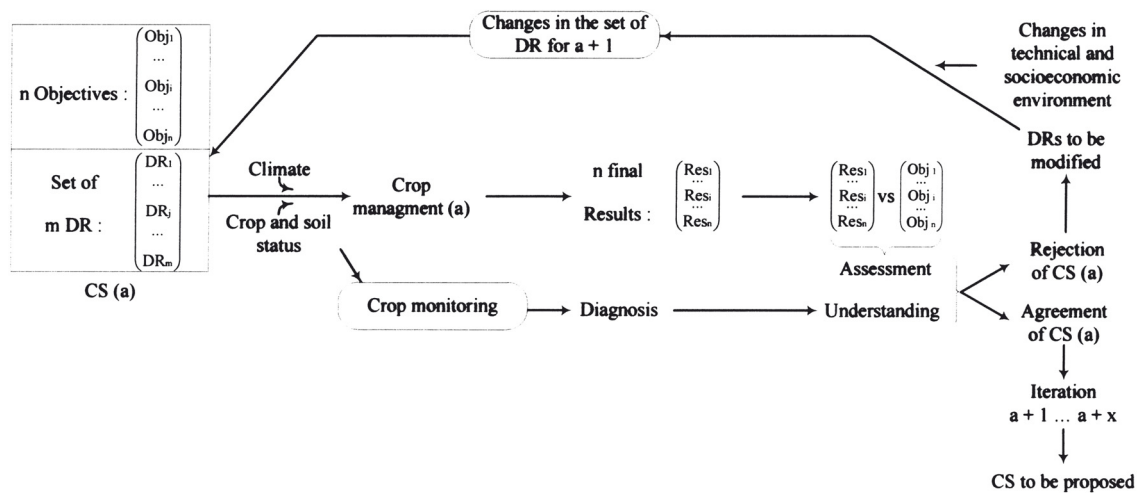 Changes in the set of
DR for a + 1
Changes in
technical and
socioeconomic
environment
n Objectives :
Obj1
...
Obji
...
Objn
DRs to be
modified
Set of
m DR :
DR1
...
DRj
...
DRm
CS (a)
Climate
Crop and soil
status
Crop
managment (a)
n final
Results :
Res1
...
Resi
...
Resn
Res1
...
Resi
...
Resn
vs
Obj 1
...
Obj i
...
Obj n
Assessment
Rejection
of CS (a)
Crop monitoring
Diagnosis
Understanding
Agreement
of CS (a)
Iteration
a + 1 ... a + x
CS to be proposed